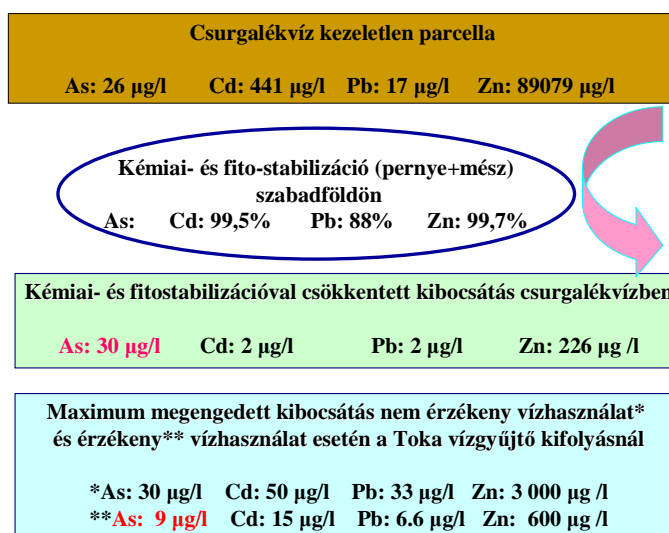 Csurgalékvíz kezeletlen parcella
As: 26 µg/l Cd: 441 µg/l Pb: 17 µg/l Zn: 89079 µg/l
Kémiai- és fito-stabilizáció (pernye+mész)
szabadföldön
As: Cd: 99,5% Pb: 88% Zn: 99,7%
Kémiai- és fitostabilizációval csökkentett kibocsátás csurgalékvízben
As: 30 µg/l Cd: 2 µg/l Pb: 2 µg/l Zn: 226 µg /l
Maximum megengedett kibocsátás nem érzékeny vízhasználat*
és érzékeny** vízhasználat esetén a Toka vízgyűjtő kifolyásnál
*As: 30 µg/l Cd: 50 µg/l Pb: 33 µg/l Zn: 3 000 µg /l
**As: 9 µg/l Cd: 15 µg/l Pb: 6.6 µg/l Zn: 600 µg /l